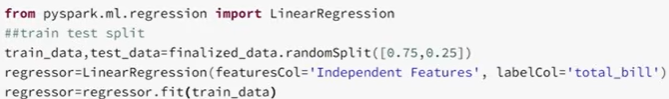 from pyspark.ml.regression import LinearRegression
##train test split
train_data,test_data=finalized_data.randomSplit([0.75,0.25])
regressor=LinearRegression(featuresCol='Independent Features', labelCol='total_bill')
regressor=regressor.fit(train_data)